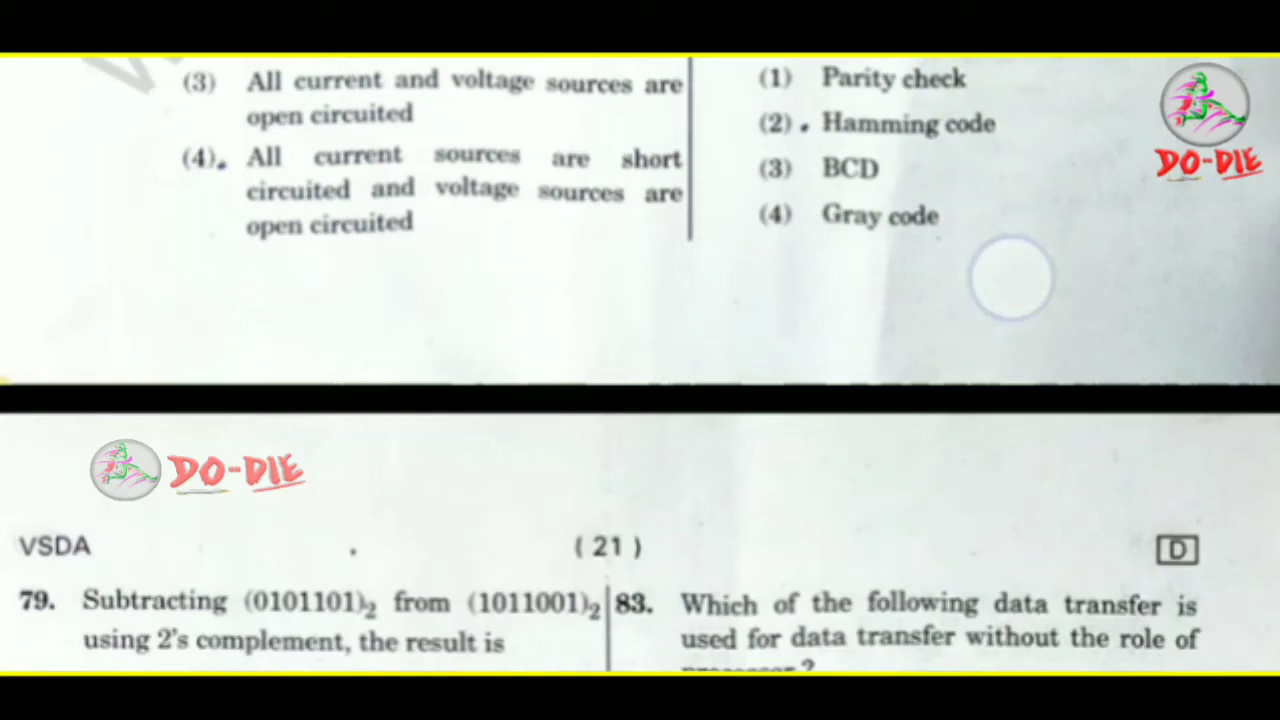 (3) All current and voltage sources are
open circuited
(4). All current sources are short
circuited and voltage sources are
open circuited
(1) Parity check
(2). Hamming code
(3) BCD
(4) Gray code
DO-DIE
DO-DIE
VSDA
( 21 )
D
79. Subtracting (0101101)₂ from (1011001)₂
using 2's complement, the result is
83. Which of the following data transfer is
used for data transfer without the role of